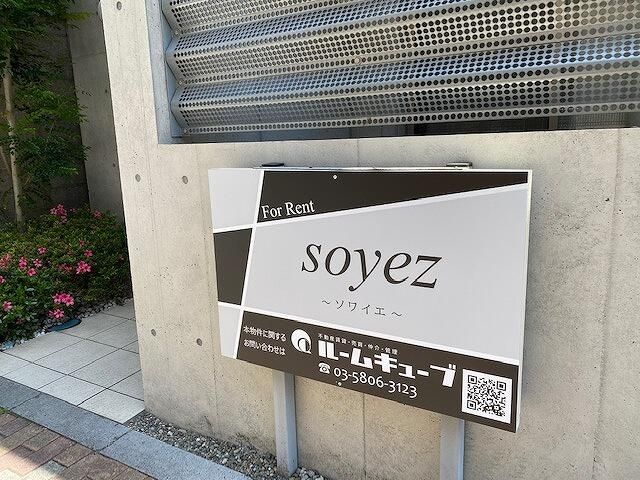 For Rent
soyez
～ソワイエ～
本物件に関する
お問い合わせは
不動産賃貸・売買・仲介・管理
ルームキューブ
☎03-5806-3123